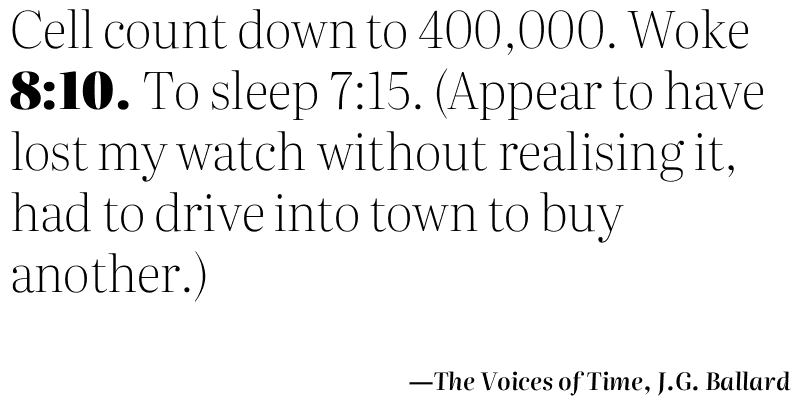 Cell count down to 400,000. Woke
8:10. To sleep 7:15. (Appear to have
lost my watch without realising it,
had to drive into town to buy
another.)
—The Voices of Time, J.G. Ballard